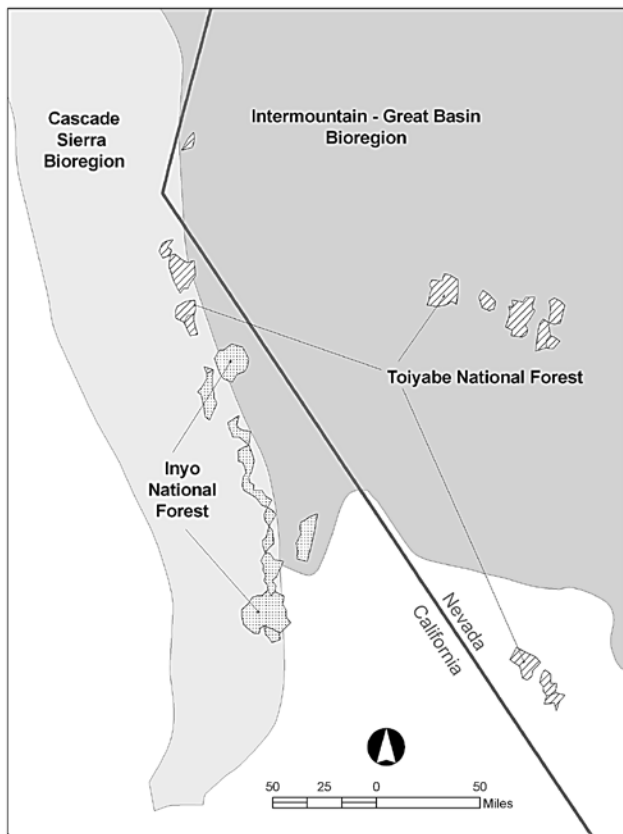 Cascade
Sierra
Bioregion
Intermountain - Great Basin
Bioregion
Toiyabe National Forest
Inyo
National
Forest
Nevada
California
50 25 0 50
Miles